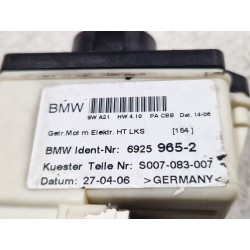 BMW SW A21 HW 4.10 PA CBB Dat. 14-06
Getr.Mot m Elektr. HT LKS [154]
BMW Ident-Nr: 6925 965-2
Kuester Teile Nr: S007-083-007
Datum: 27-04-06 >GERMANY<